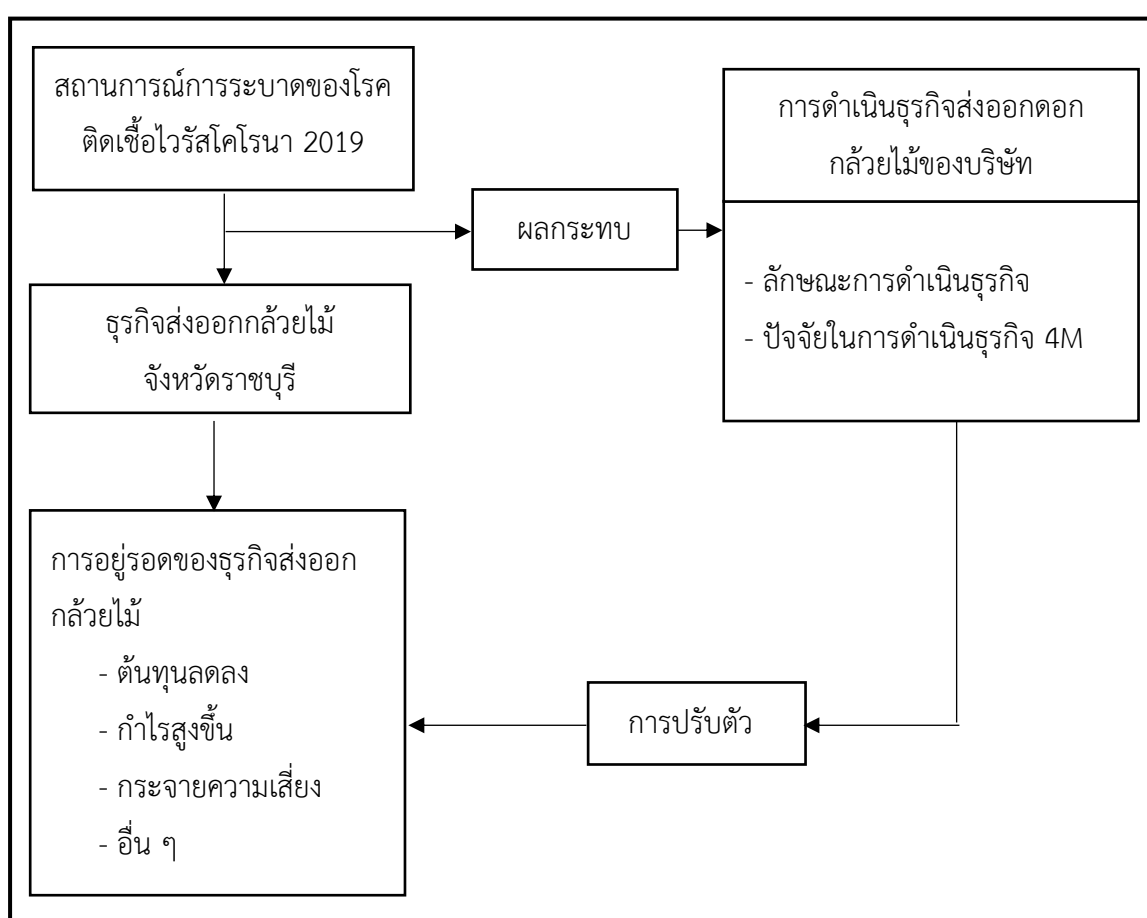 สถานการณ์การระบาดของโรค
ติดเชื้อไวรัสโคโรนา 2019
การดำเนินธุรกิจส่งออกดอก
กล้วยไม้ของบริษัท
ผลกระทบ
- ลักษณะการดำเนินธุรกิจ
- ปัจจัยในการดำเนินธุรกิจ 4M
ธุรกิจส่งออกกล้วยไม้
จังหวัดราชบุรี
การอยู่รอดของธุรกิจส่งออก
กล้วยไม้
- ต้นทุนลดลง
- กำไรสูงขึ้น
- กระจายความเสี่ยง
- อื่น ๆ
การปรับตัว